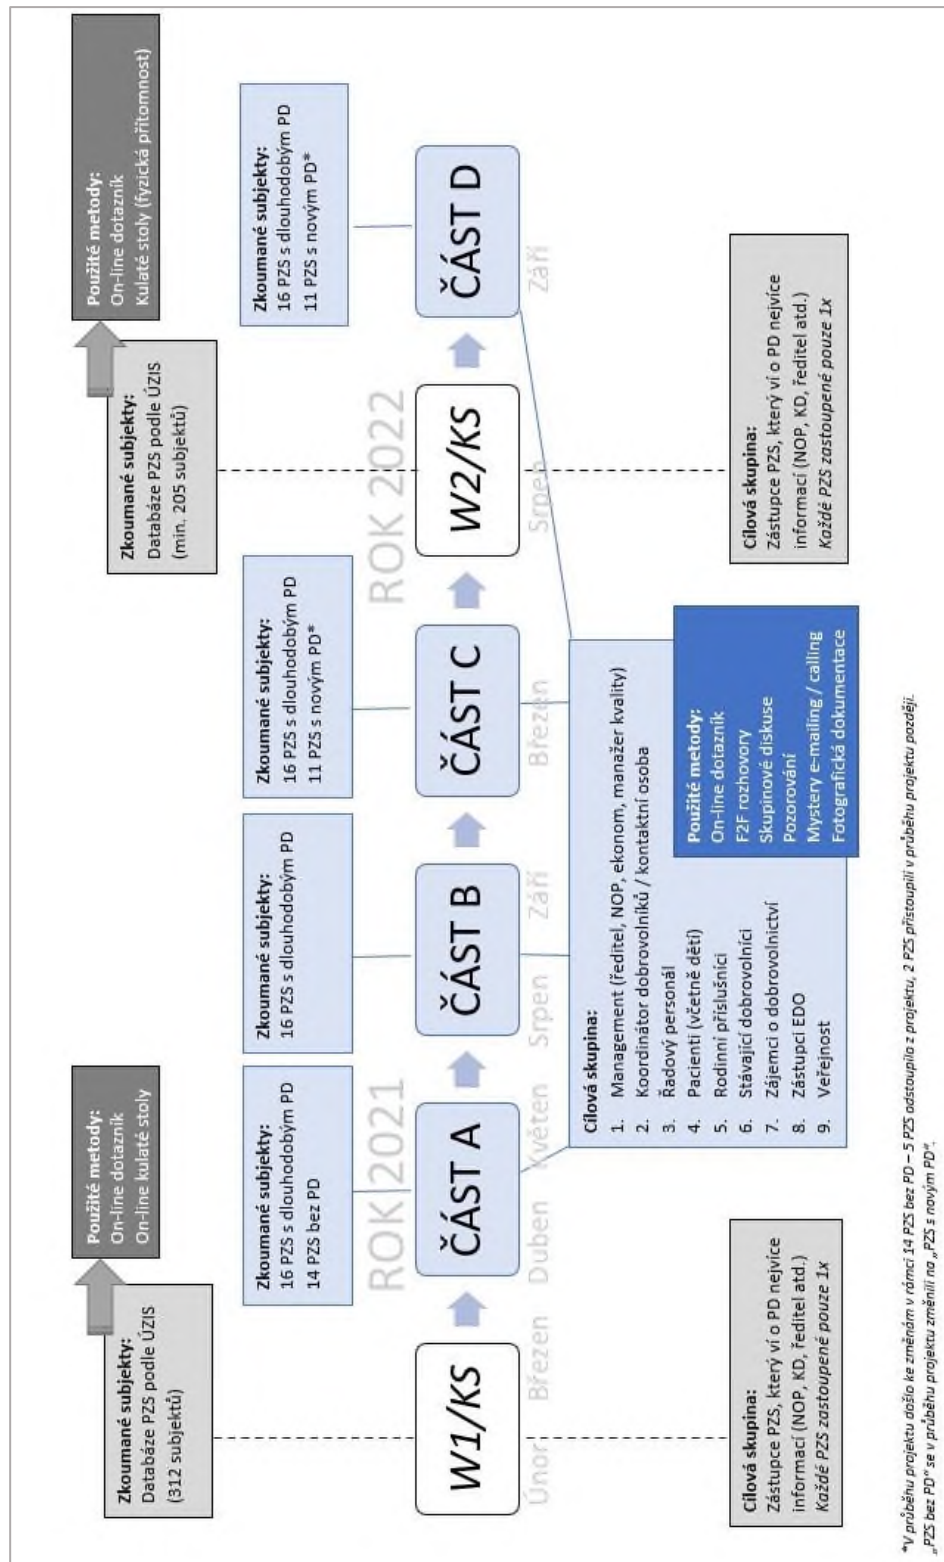 Zkoumané subjekty:
Databáze PZS podle ÚZIS
(312 subjektů)
Použité metody:
On-line dotazník
On-line kulaté stoly
Zkoumané subjekty:
Databáze PZS podle ÚZIS
(min. 205 subjektů)
Použité metody:
On-line dotazník
Kulaté stoly (fyzická přítomnost)
Zkoumané subjekty:
16 PZS s dlouhodobým PD
14 PZS bez PD
Zkoumané subjekty:
16 PZS s dlouhodobým PD
Zkoumané subjekty:
16 PZS s dlouhodobým PD
11 PZS s novým PD*
Zkoumané subjekty:
16 PZS s dlouhodobým PD
11 PZS s novým PD*
ROK 2021
ROK 2022
W1/KS
ČÁST A
ČÁST B
ČÁST C
W2/KS
ČÁST D
Únor
Březen
Duben
Květen
Srpen
Září
Březen
Srpen
Září
Cílová skupina:
Zástupce PZS, který ví o PD nejvíce
informací (NOP, KD, ředitel atd.)
Každé PZS zastoupené pouze 1x
Cílová skupina:
1. Management (ředitel, NOP, ekonom, manažer kvality)
2. Koordinátor dobrovolníků / kontaktní osoba
3. Řadový personál
4. Pacienti (včetně dětí)
5. Rodinní příslušníci
6. Stávající dobrovolníci
7. Zájemci o dobrovolnictví
8. Zástupci EDO
9. Veřejnost
Použité metody:
On-line dotazník
F2F rozhovory
Skupinové diskuse
Pozorování
Mystery e-mailing / calling
Fotografická dokumentace
Cílová skupina:
Zástupce PZS, který ví o PD nejvíce
informací (NOP, KD, ředitel atd.)
Každé PZS zastoupené pouze 1x
*V průběhu projektu došlo ke změnám v rámci 14 PZS bez PD – 5 PZS odstoupilo z projektu, 2 PZS přistoupili v průběhu projektu později.
„PZS bez PD" se v průběhu projektu změnili na „PZS s novým PD".